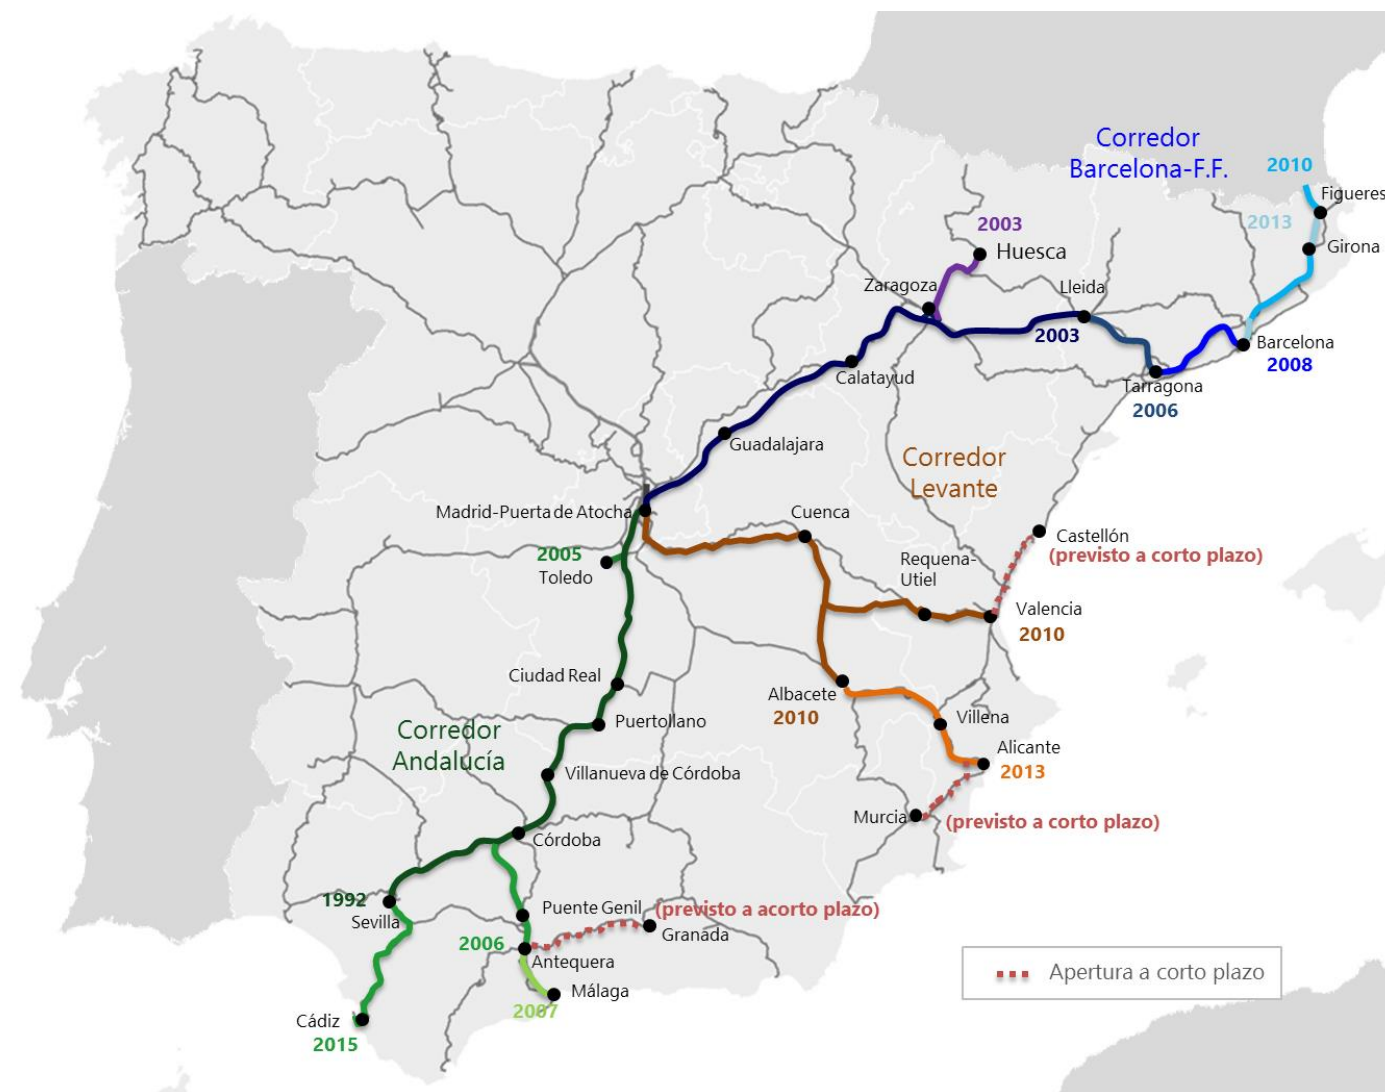 Corredor
Barcelona-F.F.
2010
Figueres
2013
Girona
2003
Huesca
Zaragoza
Lleida
2003
Barcelona
2008
Calatayud
Tarragona
2006
Guadalajara
Corredor
Levante
Madrid-Puerta de Atocha
Cuenca
Castellón
(previsto a corto plazo)
2005
Toledo
Requena-
Utiel
Valencia
2010
Ciudad Real
Albacete
2010
Puertollano
Villena
Corredor
Andalucía
Alicante
2013
Villanueva de Córdoba
Murcia
(previsto a corto plazo)
Córdoba
1992
Sevilla
Puente Genil
(previsto a acorto plazo)
Granada
2006
Antequera
Málaga
2007
Cádiz
2015
Apertura a corto plazo